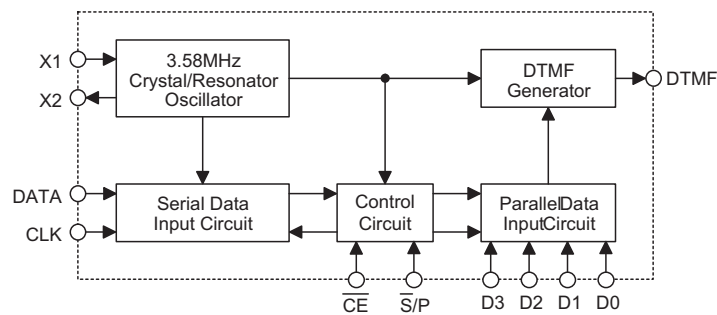 X1
X2
3.58MHz
Crystal/Resonator
Oscillator
DTMF
Generator
DTMF
DATA
CLK
Serial Data
Input Circuit
Control
Circuit
ParallelData
InputCircuit
C̅E̅
S̅/P
D3
D2
D1
D0